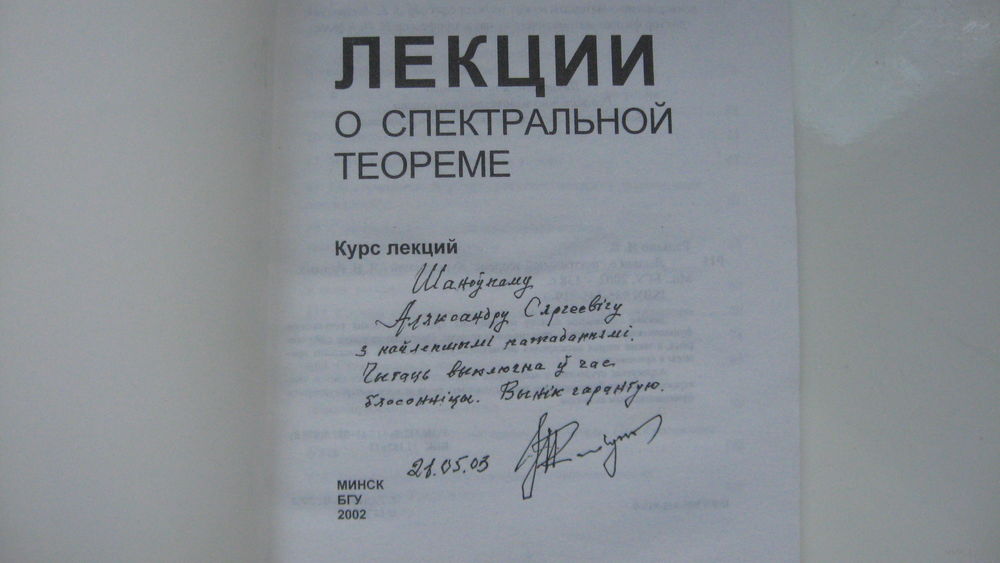 ЛЕКЦИИ
О СПЕКТРАЛЬНОЙ
ТЕОРЕМЕ
Курс лекций
Шаноўнаму
Аляксандру Сяргеевічу
з найлепшымі пажаданнямі.
Чытаць выключна ў час
бясонніцы. Вынік гарантую.
21.05.03
МИНСК
БГУ
2002